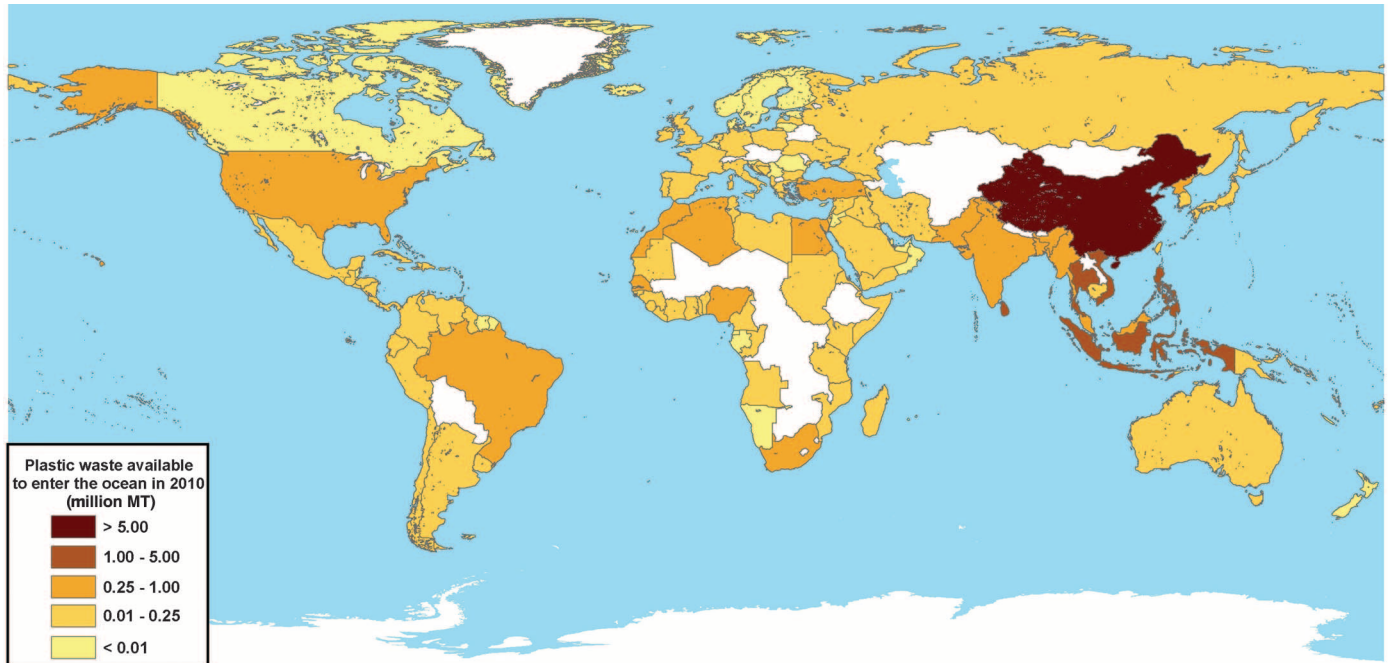 Plastic waste available
to enter the ocean in 2010
(million MT)
> 5.00
1.00 - 5.00
0.25 - 1.00
0.01 - 0.25
< 0.01